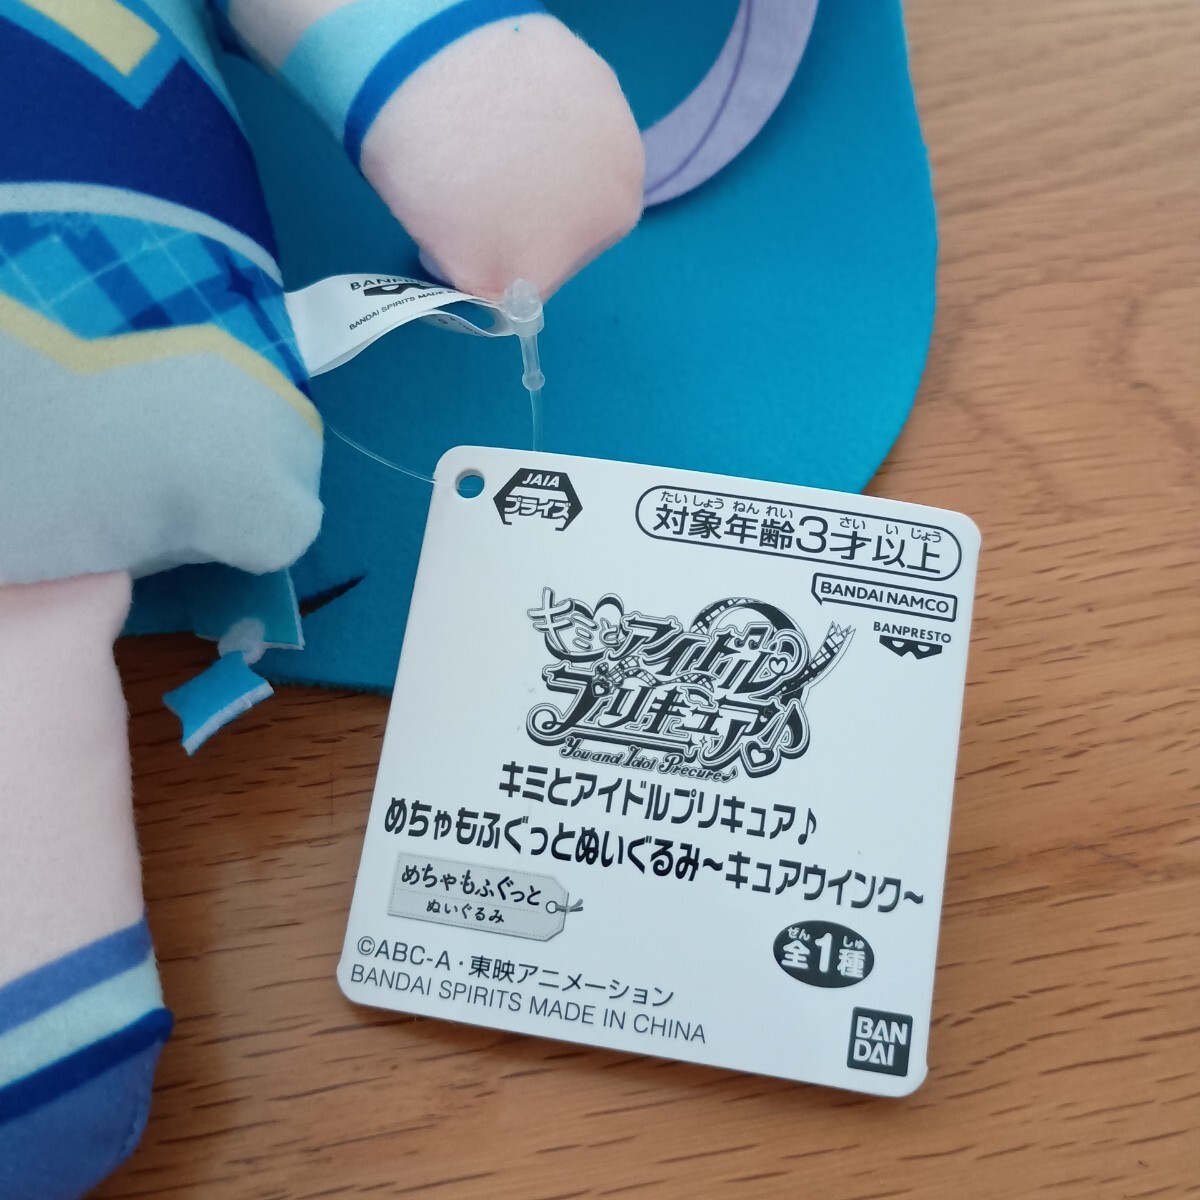 BANPRESTO
BANDAI SPIRITS MADE IN
JAIA
プライズ
たいしょうねんれい さい いじょう
対象年齢3才以上
BANDAI NAMCO
BANPRESTO
キミとアイドル
プリキュア♪
You and Idol Precure♪
キミとアイドルプリキュア♪
めちゃもふぐっとぬいぐるみ~キュアウインク~
めちゃもふぐっと
ぬいぐるみ
ぜん しゅ
全1種
©ABC-A・東映アニメーション
BANDAI SPIRITS MADE IN CHINA
BAN
DAI